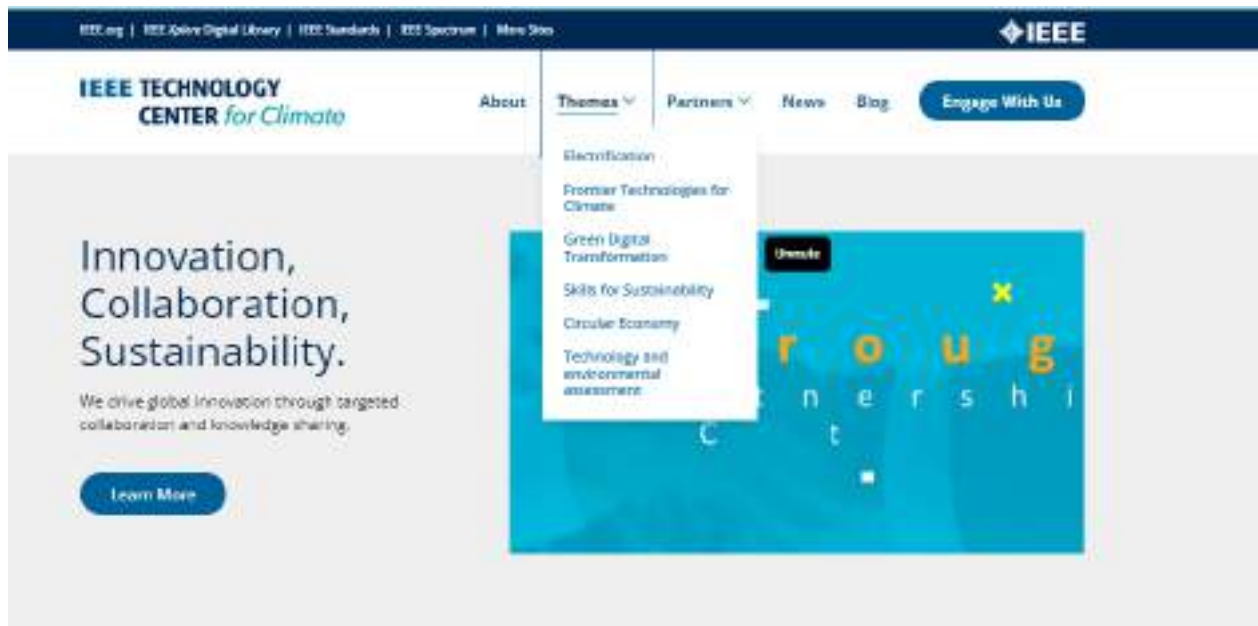 IEEE.org | IEEE Xplore Digital Library | IEEE Standards | IEEE Spectrum | More Sites
IEEE
IEEE TECHNOLOGY
CENTER for Climate
About Themes Partners News Blog Engage With Us
Electrification
Frontier Technologies for
Climate
Green Digital
Transformation
Skills for Sustainability
Circular Economy
Technology and
environmental
assessment
Innovation,
Collaboration,
Sustainability.
We drive global innovation through targeted
collaboration and knowledge sharing.
Learn More
Unmute
r o u g
n e r s h i
C t